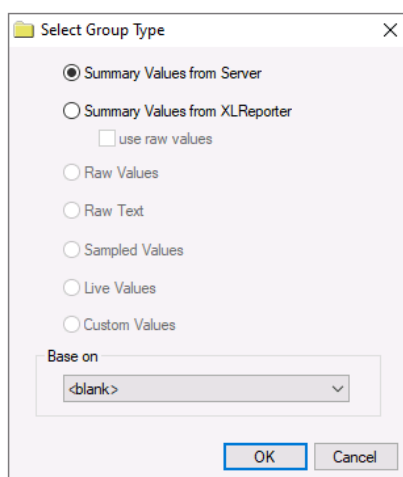 Select Group Type
Summary Values from Server
Summary Values from XLReporter
use raw values
Raw Values
Raw Text
Sampled Values
Live Values
Custom Values
Base on
<blank>
OK Cancel